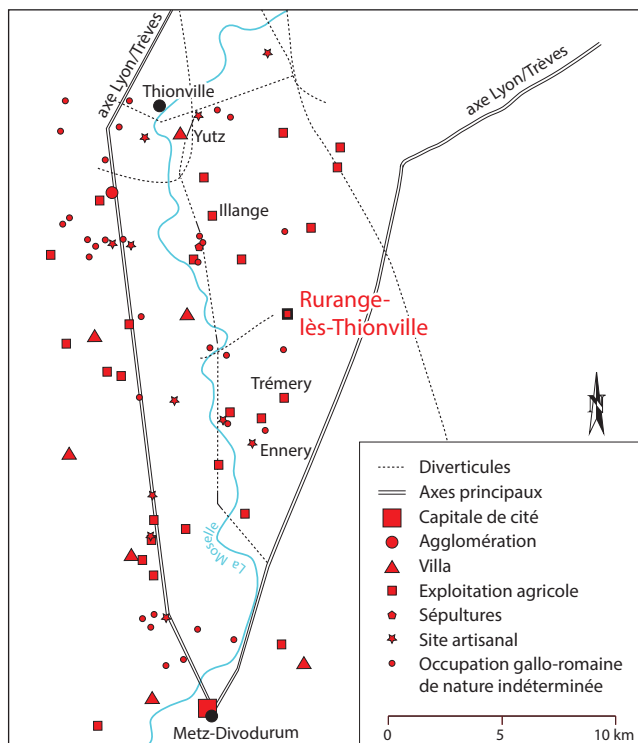 axe Lyon/Trèves
axe Lyon/Trèves
Thionville
Yutz
Illange
Rurange-
lès-Thionville
Trémery
Ennery
La Moselle
Metz-Divodurum
Diverticules
Axes principaux
Capitale de cité
Agglomération
Villa
Exploitation agricole
Sépultures
Site artisanal
Occupation gallo-romaine
de nature indéterminée
0 5 10 km
N